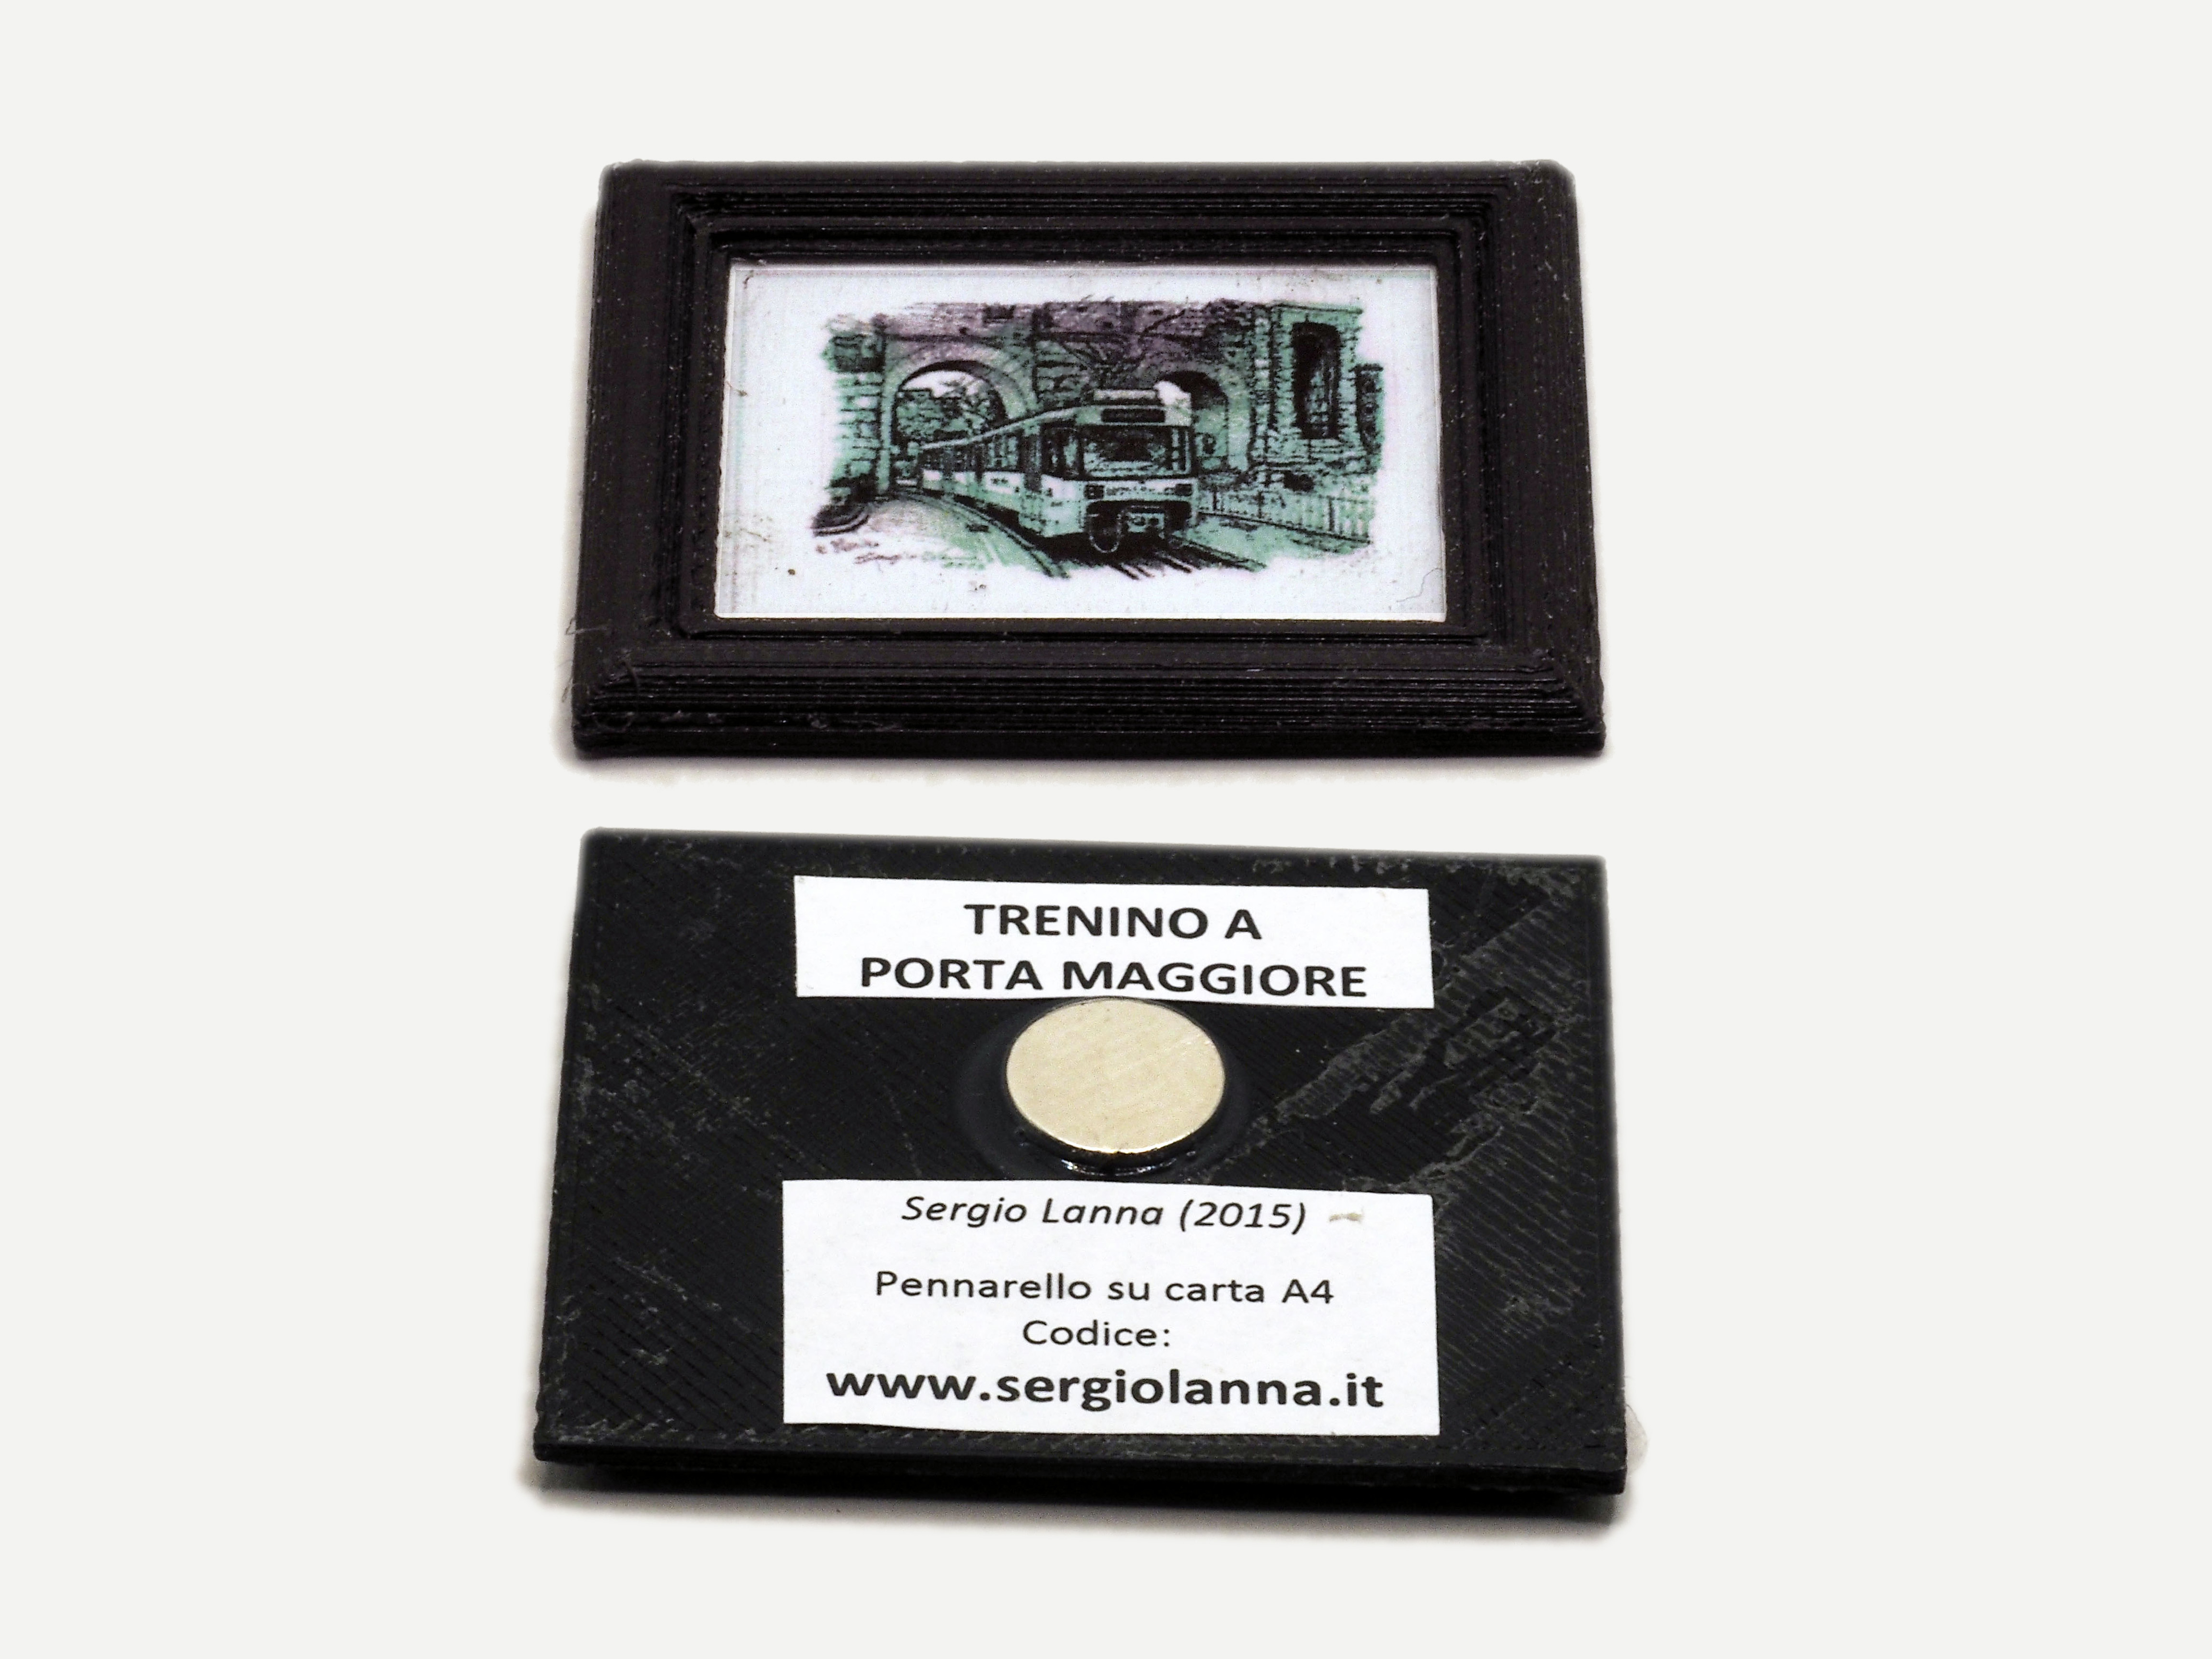 TRENINO A
PORTA MAGGIORE
Sergio Lanna (2015)
Pennarello su carta A4
Codice:
www.sergiolanna.it